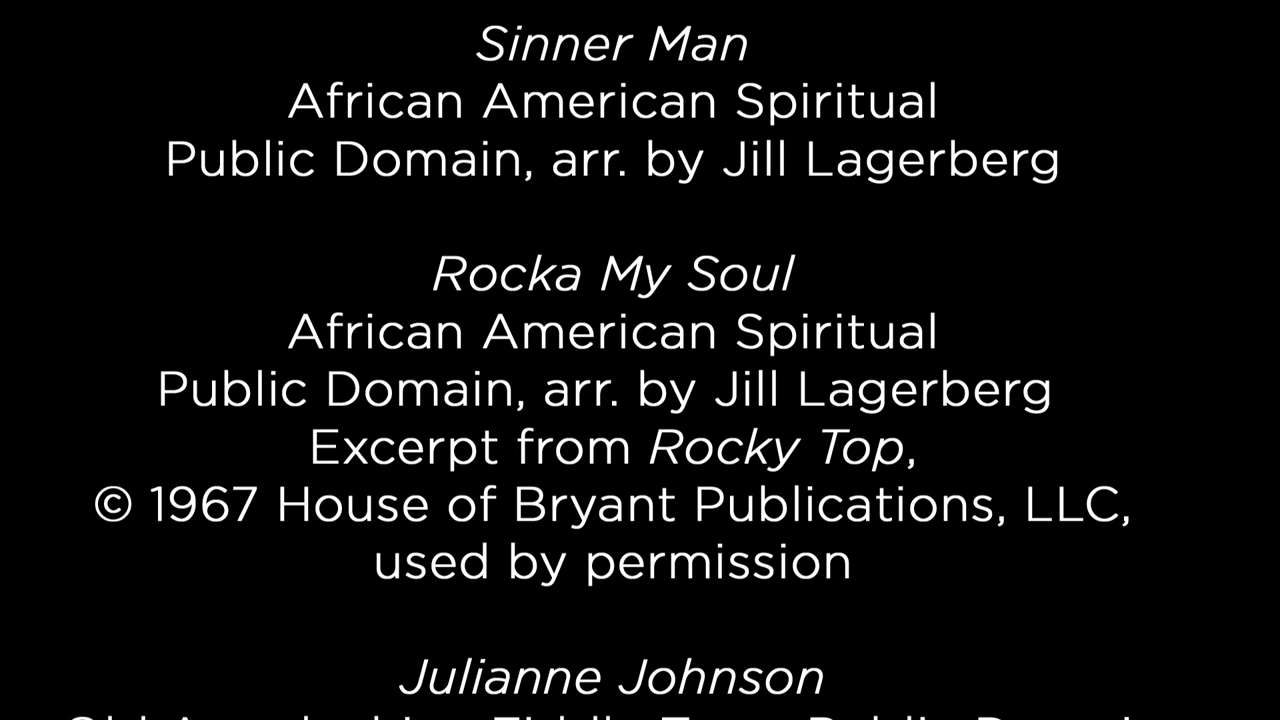 Sinner Man
African American Spiritual
Public Domain, arr. by Jill Lagerberg
Rocka My Soul
African American Spiritual
Public Domain, arr. by Jill Lagerberg
Excerpt from Rocky Top,
© 1967 House of Bryant Publications, LLC,
used by permission
Julianne Johnson